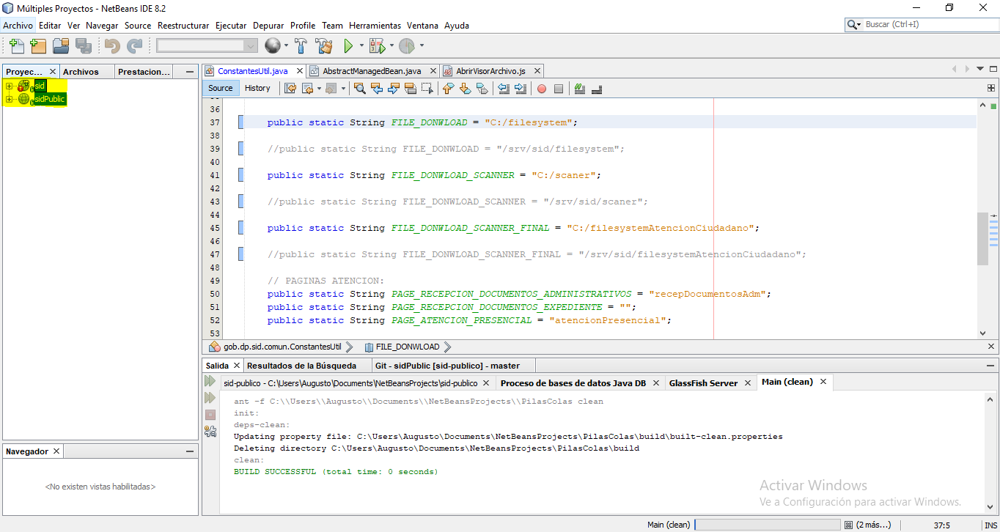 Múltiples Proyectos - NetBeans IDE 8.2
Archivo Editar Ver Navegar Source Reestructurar Ejecutar Depurar Profile Team Herramientas Ventana Ayuda
Buscar (Ctrl+I)
Proyec... Archivos Prestacion...
sid
sidPublic
ConstantesUtil.java AbstractManagedBean.java AbrirVisorArchivo.js
Source History
36
37 public static String FILE_DONWLOAD = "C:/filesystem";
38
39 //public static String FILE_DONWLOAD = "/srv/sid/filesystem";
40
41 public static String FILE_DONWLOAD_SCANNER = "C:/scaner";
42
43 //public static String FILE_DONWLOAD_SCANNER = "/srv/sid/scaner";
44
45 public static String FILE_DONWLOAD_SCANNER_FINAL = "C:/filesystemAtencionCiudadano";
46
47 //public static String FILE_DONWLOAD_SCANNER_FINAL = "/srv/sid/filesystemAtencionCiudadano";
48
49 // PAGINAS ATENCION:
50 public static String PAGE_RECEPCION_DOCUMENTOS_ADMINISTRATIVOS = "recepDocumentosAdm";
51 public static String PAGE_RECEPCION_DOCUMENTOS_EXPEDIENTE = "";
52 public static String PAGE_ATENCION_PRESENCIAL = "atencionPresencial";
53
gob.dp.sid.comun.ConstantesUtil FILE_DONWLOAD
Salida Resultados de la Búsqueda Git - sidPublic [sid-publico] - master
sid-publico - C:\Users\Augusto\Documents\NetBeansProjects\sid-publico Proceso de bases de datos Java DB GlassFish Server Main (clean)
ant -f C:\\Users\\Augusto\\Documents\\NetBeansProjects\\PilasColas clean
init:
deps-clean:
Updating property file: C:\Users\Augusto\Documents\NetBeansProjects\PilasColas\build\built-clean.properties
Deleting directory C:\Users\Augusto\Documents\NetBeansProjects\PilasColas\build
clean:
BUILD SUCCESSFUL (total time: 0 seconds)
Navegador
<No existen vistas habilitadas>
Activar Windows
Ve a Configuración para activar Windows.
Main (clean) (2 más...) 37:5 INS